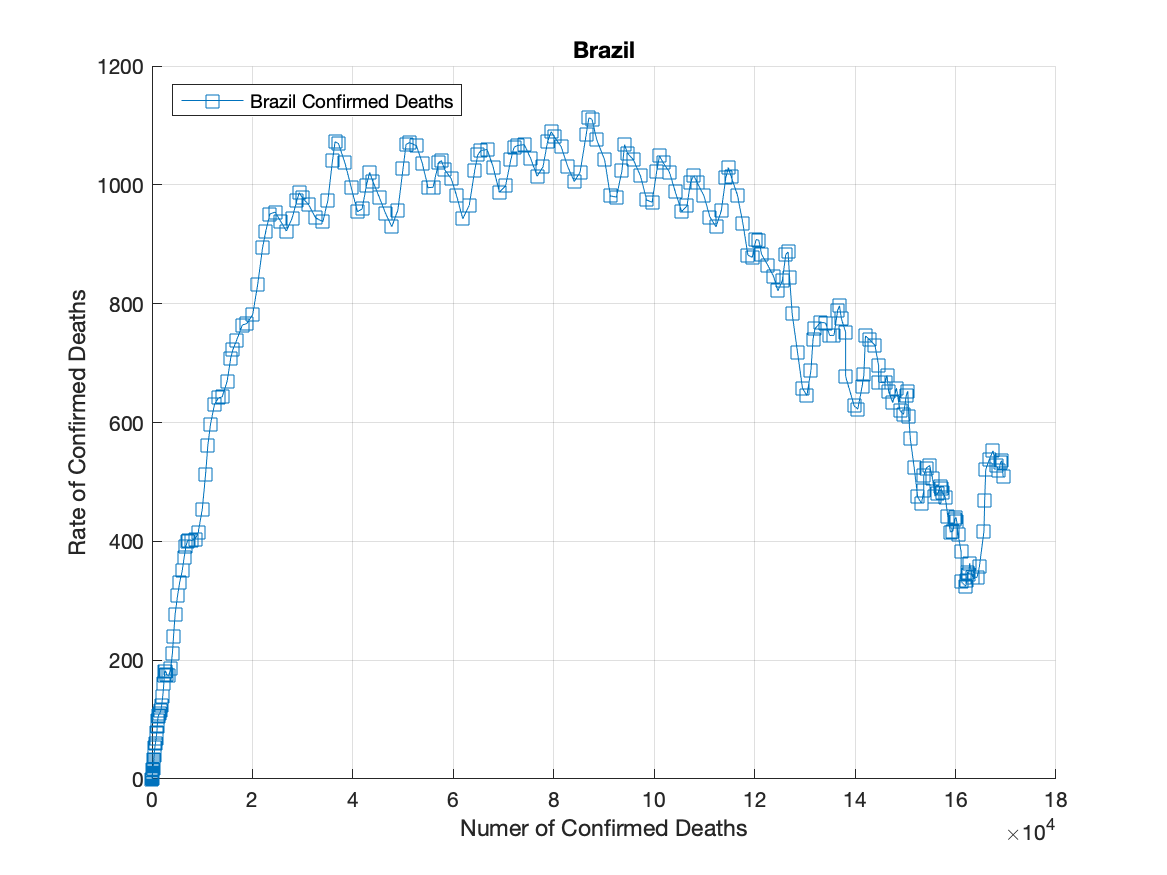 Brazil
Brazil Confirmed Deaths
Rate of Confirmed Deaths
1200
1000
800
600
400
200
0
0 2 4 6 8 10 12 14 16 18
Numer of Confirmed Deaths
×10^4